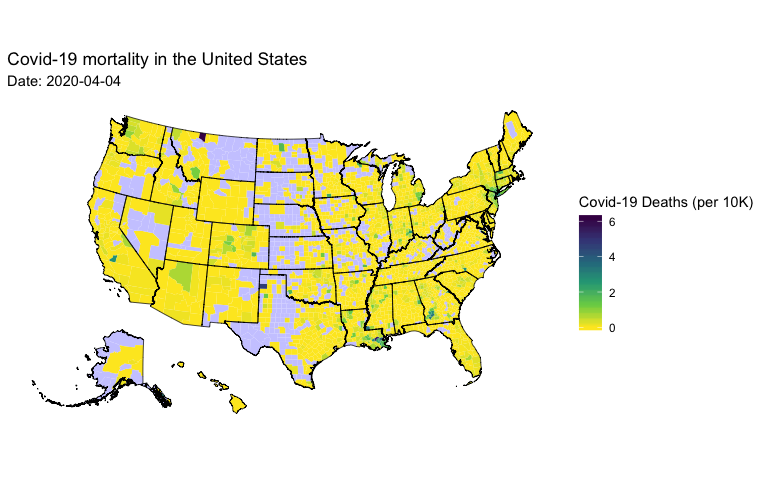 Covid-19 mortality in the United States
Date: 2020-04-04
Covid-19 Deaths (per 10K)
6
4
2
0